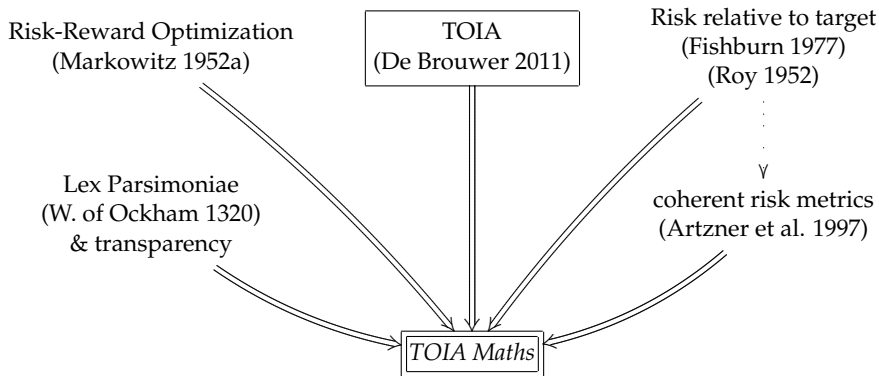 Risk-Reward Optimization
(Markowitz 1952a)
TOIA
(De Brouwer 2011)
Risk relative to target
(Fishburn 1977)
(Roy 1952)
Lex Parsimoniae
(W. of Ockham 1320)
& transparency
coherent risk metrics
(Artzner et al. 1997)
TOIA Maths